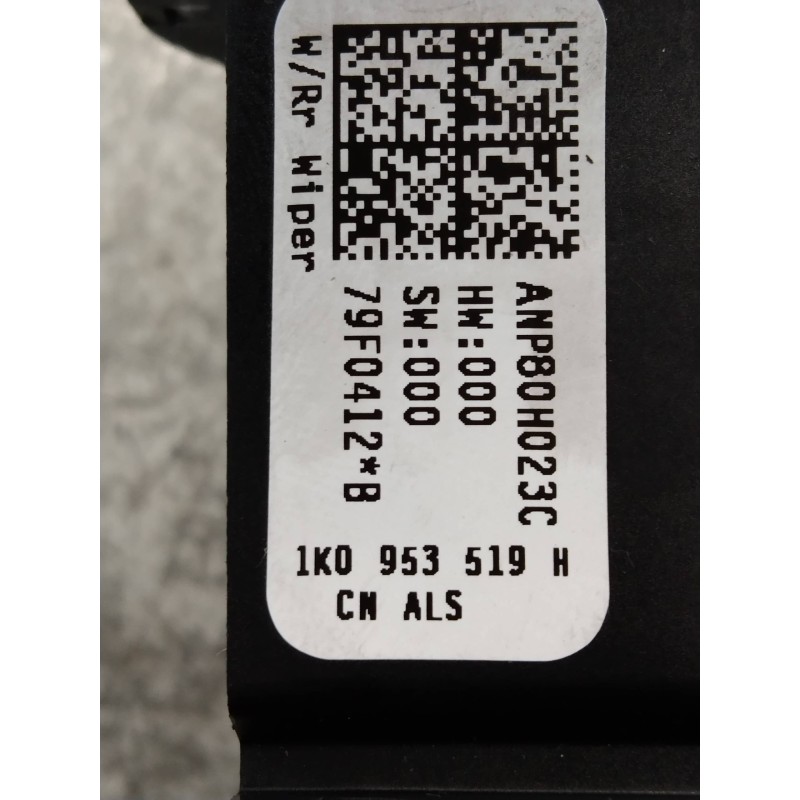 W/Rr Wiper
ANP80H023C
HW:000
SW:000
79F0412*B
1K0 953 519 H
CN ALS